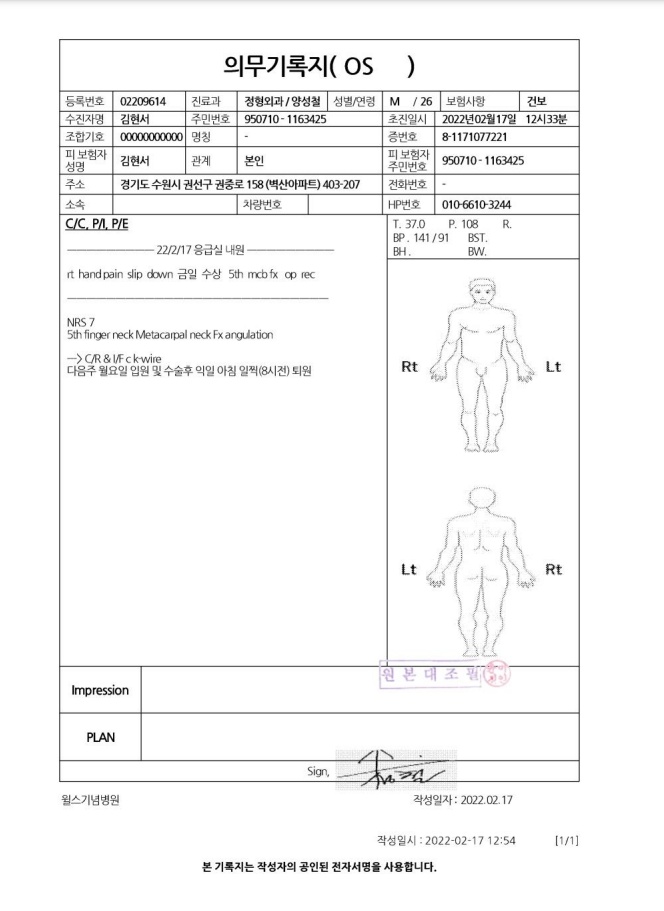 의무기록지( OS )
등록번호 02209614 진료과 정형외과 / 양성철 성별/연령 M / 26 보험사항 건보
수진자명 김현서 주민번호 950710 - 1163425 초진일시 2022년02월17일 12시33분
조합기호 00000000000 명칭 - 증번호 8-1171077221
피 보험자 성명 김현서 관계 본인 피 보험자 주민번호 950710 - 1163425
주소 경기도 수원시 권선구 권중로 158 (벽산아파트) 403-207 전화번호 -
소속 차량번호 HP번호 010-6610-3244
C/C, P/I, P/E
T. 37.0 P. 108 R.
BP . 141 / 91 BST.
BH . BW.
22/2/17 응급실 내원
rt hand pain slip down 금일 수상 5th mcb fx op rec
NRS 7
5th finger neck Metacarpal neck Fx angulation
--> C/R & I/F c k-wire
다음주 월요일 입원 및 수술후 익일 아침 일찍(8시전) 퇴원
Rt Lt
Lt Rt
원본대조필
Impression
PLAN
Sign,
윌스기념병원 작성일자 : 2022.02.17
작성일시 : 2022-02-17 12:54 [1/1]
본 기록지는 작성자의 공인된 전자서명을 사용합니다.